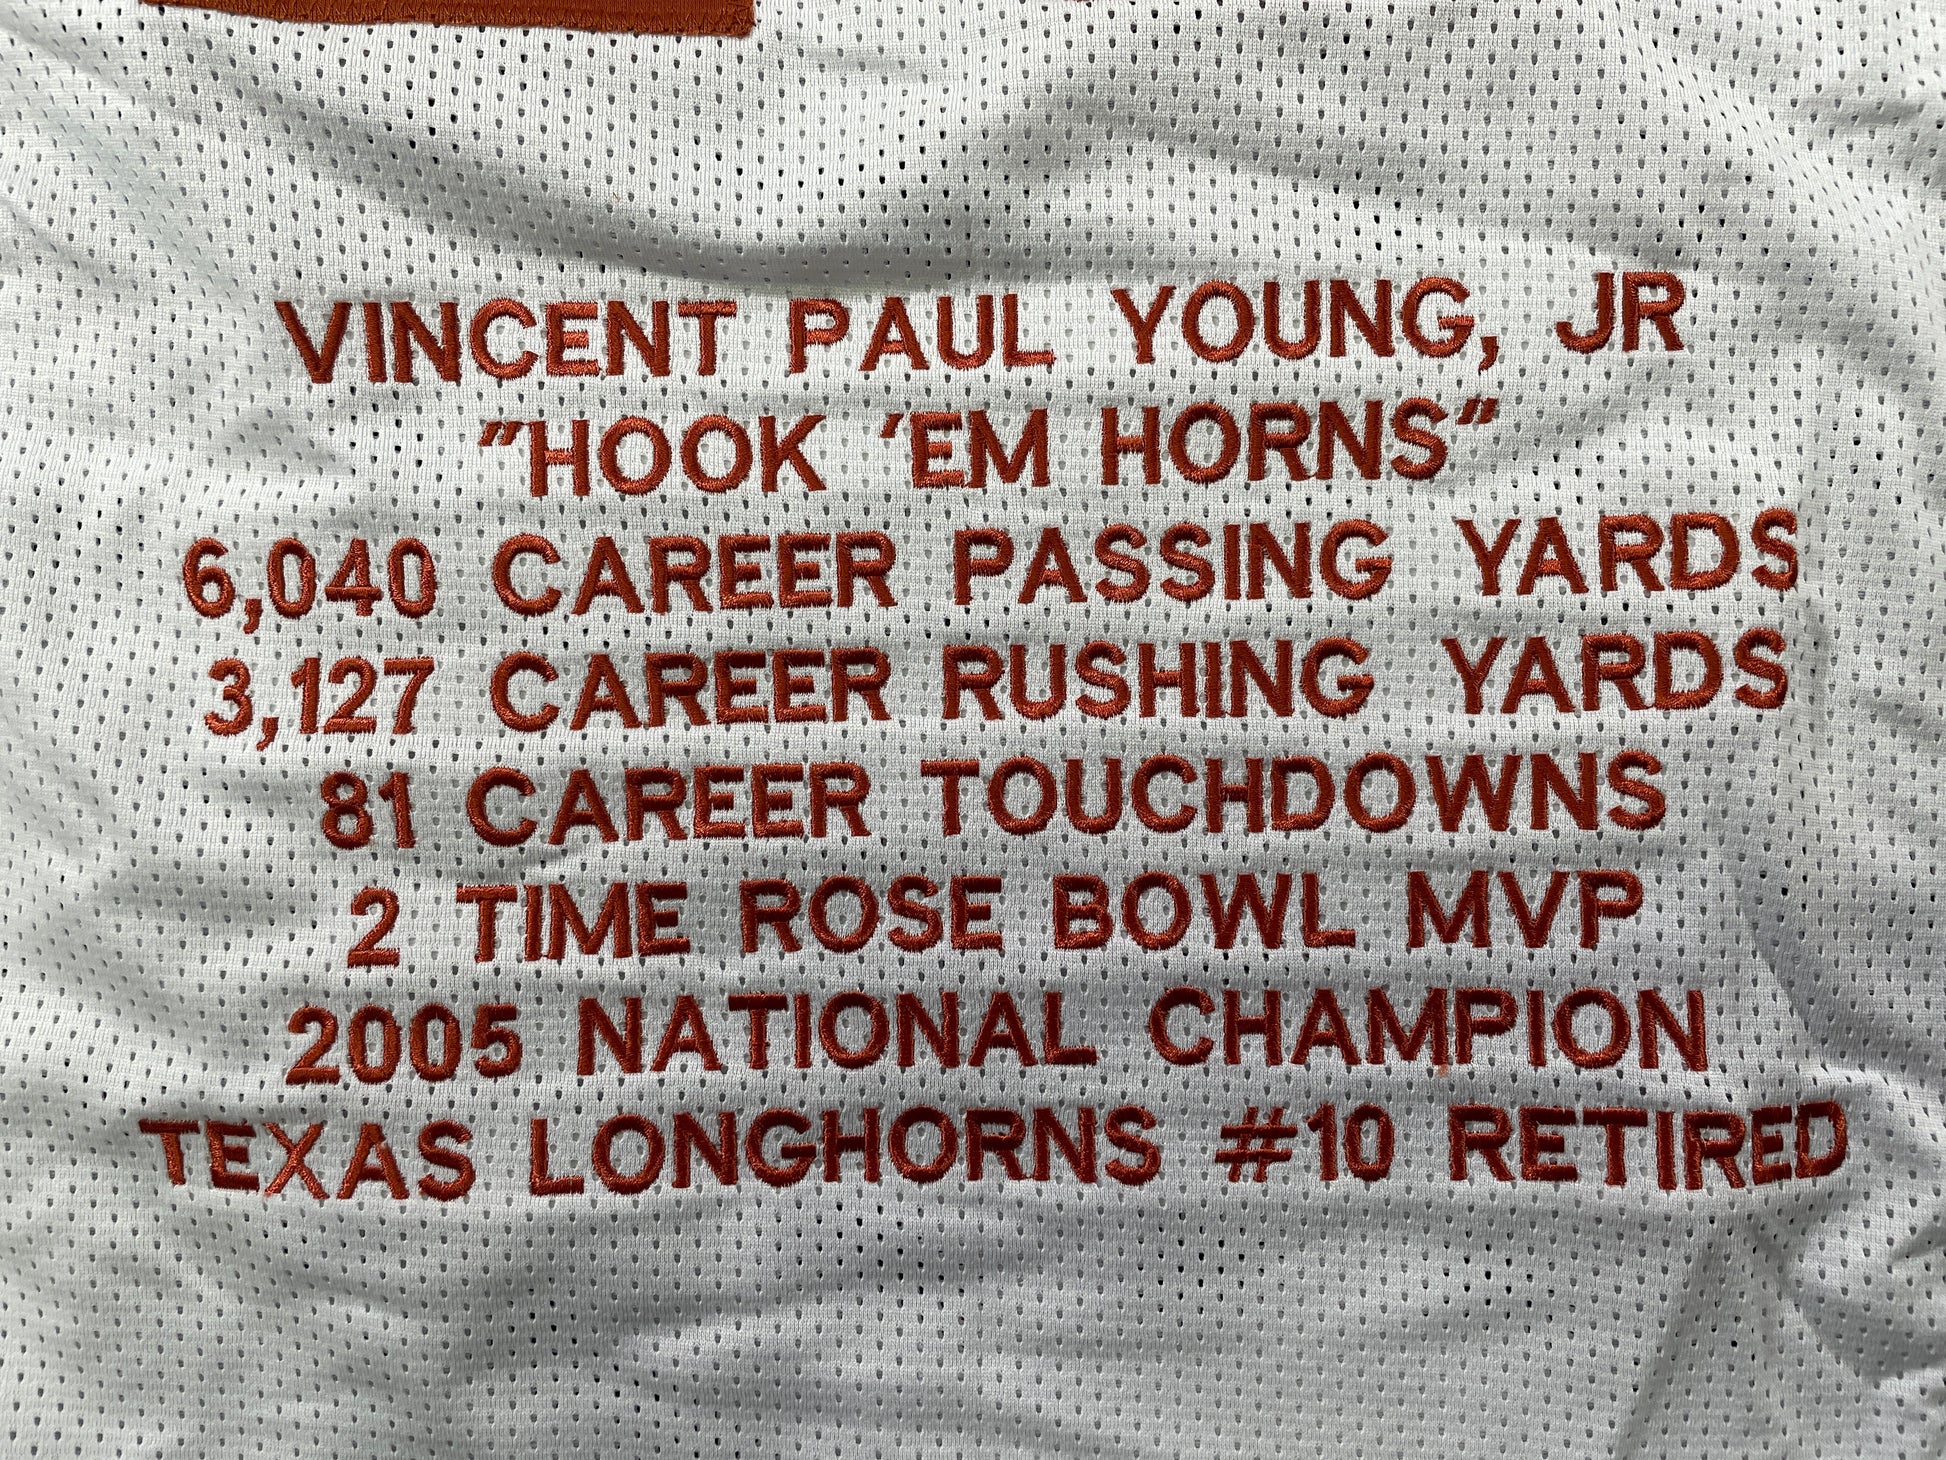 VINCENT PAUL YOUNG, JR
"HOOK 'EM HORNS"
6,040 CAREER PASSING YARDS
3,127 CAREER RUSHING YARDS
81 CAREER TOUCHDOWNS
2 TIME ROSE BOWL MVP
2005 NATIONAL CHAMPION
TEXAS LONGHORNS #10 RETIRED